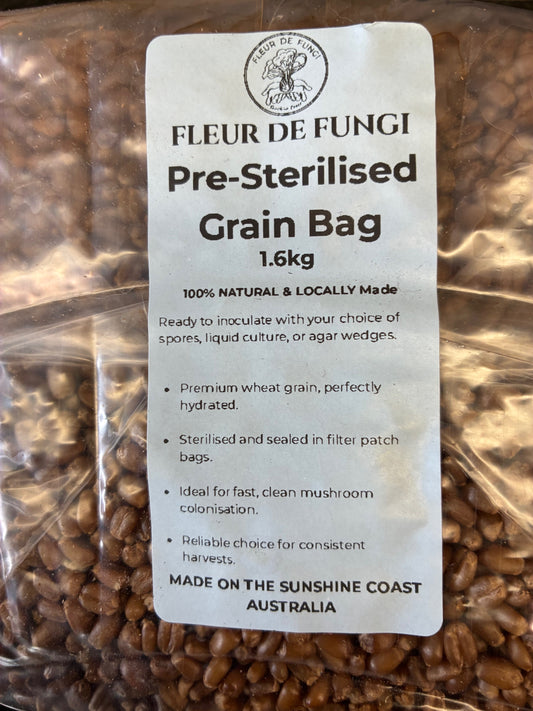 FLEUR DE FUNGI
FLEUR DE FUNGI
Pre-Sterilised
Grain Bag
1.6kg
100% NATURAL & LOCALLY Made
Ready to inoculate with your choice of
spores, liquid culture, or agar wedges.
• Premium wheat grain, perfectly
hydrated.
• Sterilised and sealed in filter patch
bags.
• Ideal for fast, clean mushroom
colonisation.
• Reliable choice for consistent
harvests.
MADE ON THE SUNSHINE COAST
AUSTRALIA